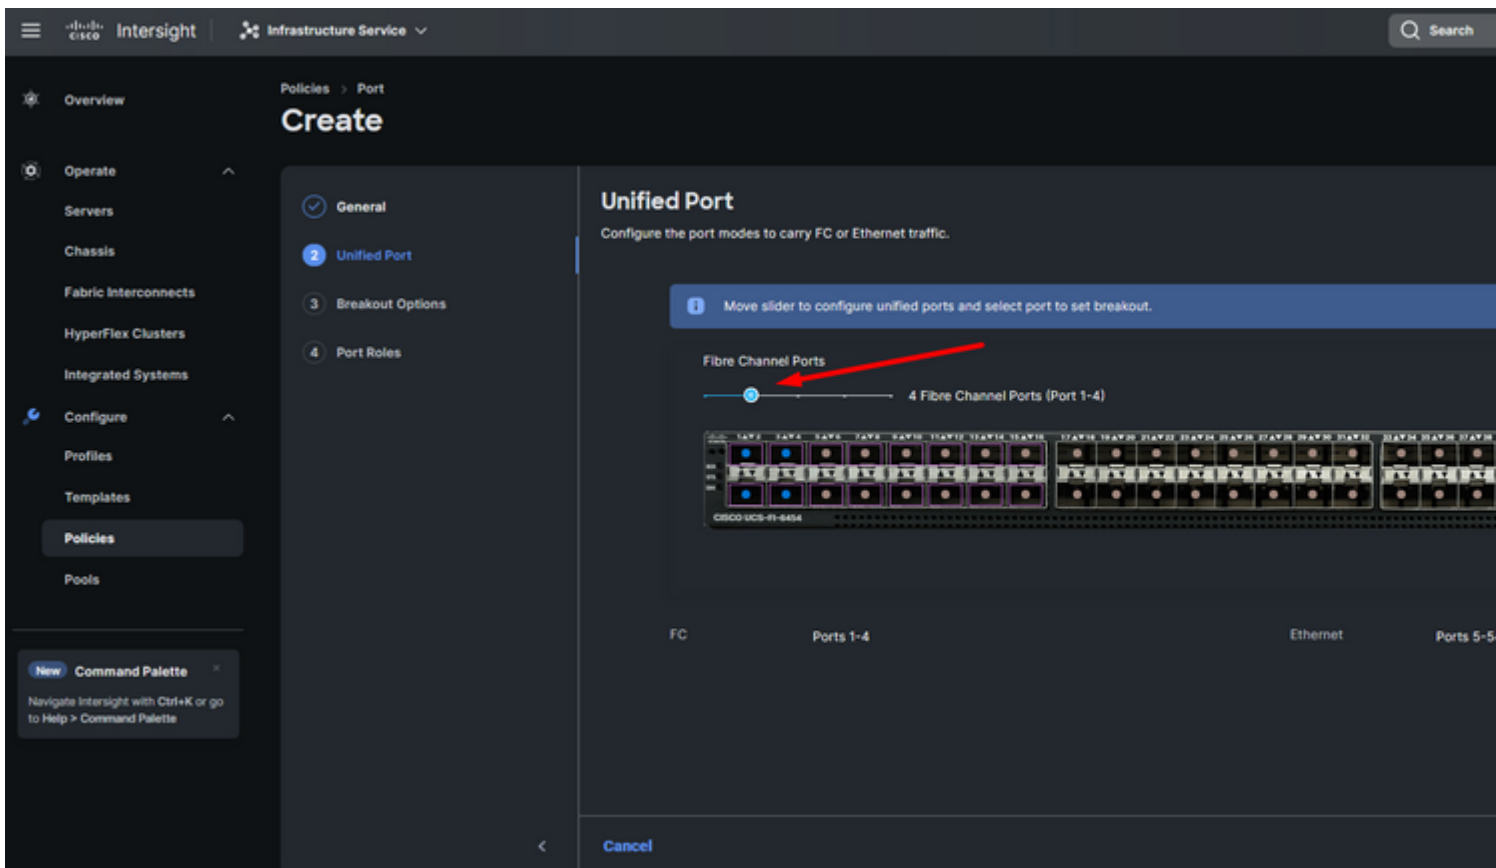 CISCO Intersight
Infrastructure Service
Search
Overview
Operate
Servers
Chassis
Fabric Interconnects
HyperFlex Clusters
Integrated Systems
Configure
Profiles
Templates
Policies
Pools
New Command Palette ×
Navigate Intersight with Ctrl+K or go
to Help > Command Palette
Policies > Port
Create
General
2 Unified Port
3 Breakout Options
4 Port Roles
Unified Port
Configure the port modes to carry FC or Ethernet traffic.
Move slider to configure unified ports and select port to set breakout.
Fibre Channel Ports
4 Fibre Channel Ports (Port 1-4)
CISCO UCS-FI-6454
FC Ports 1-4 Ethernet Ports 5-5
Cancel